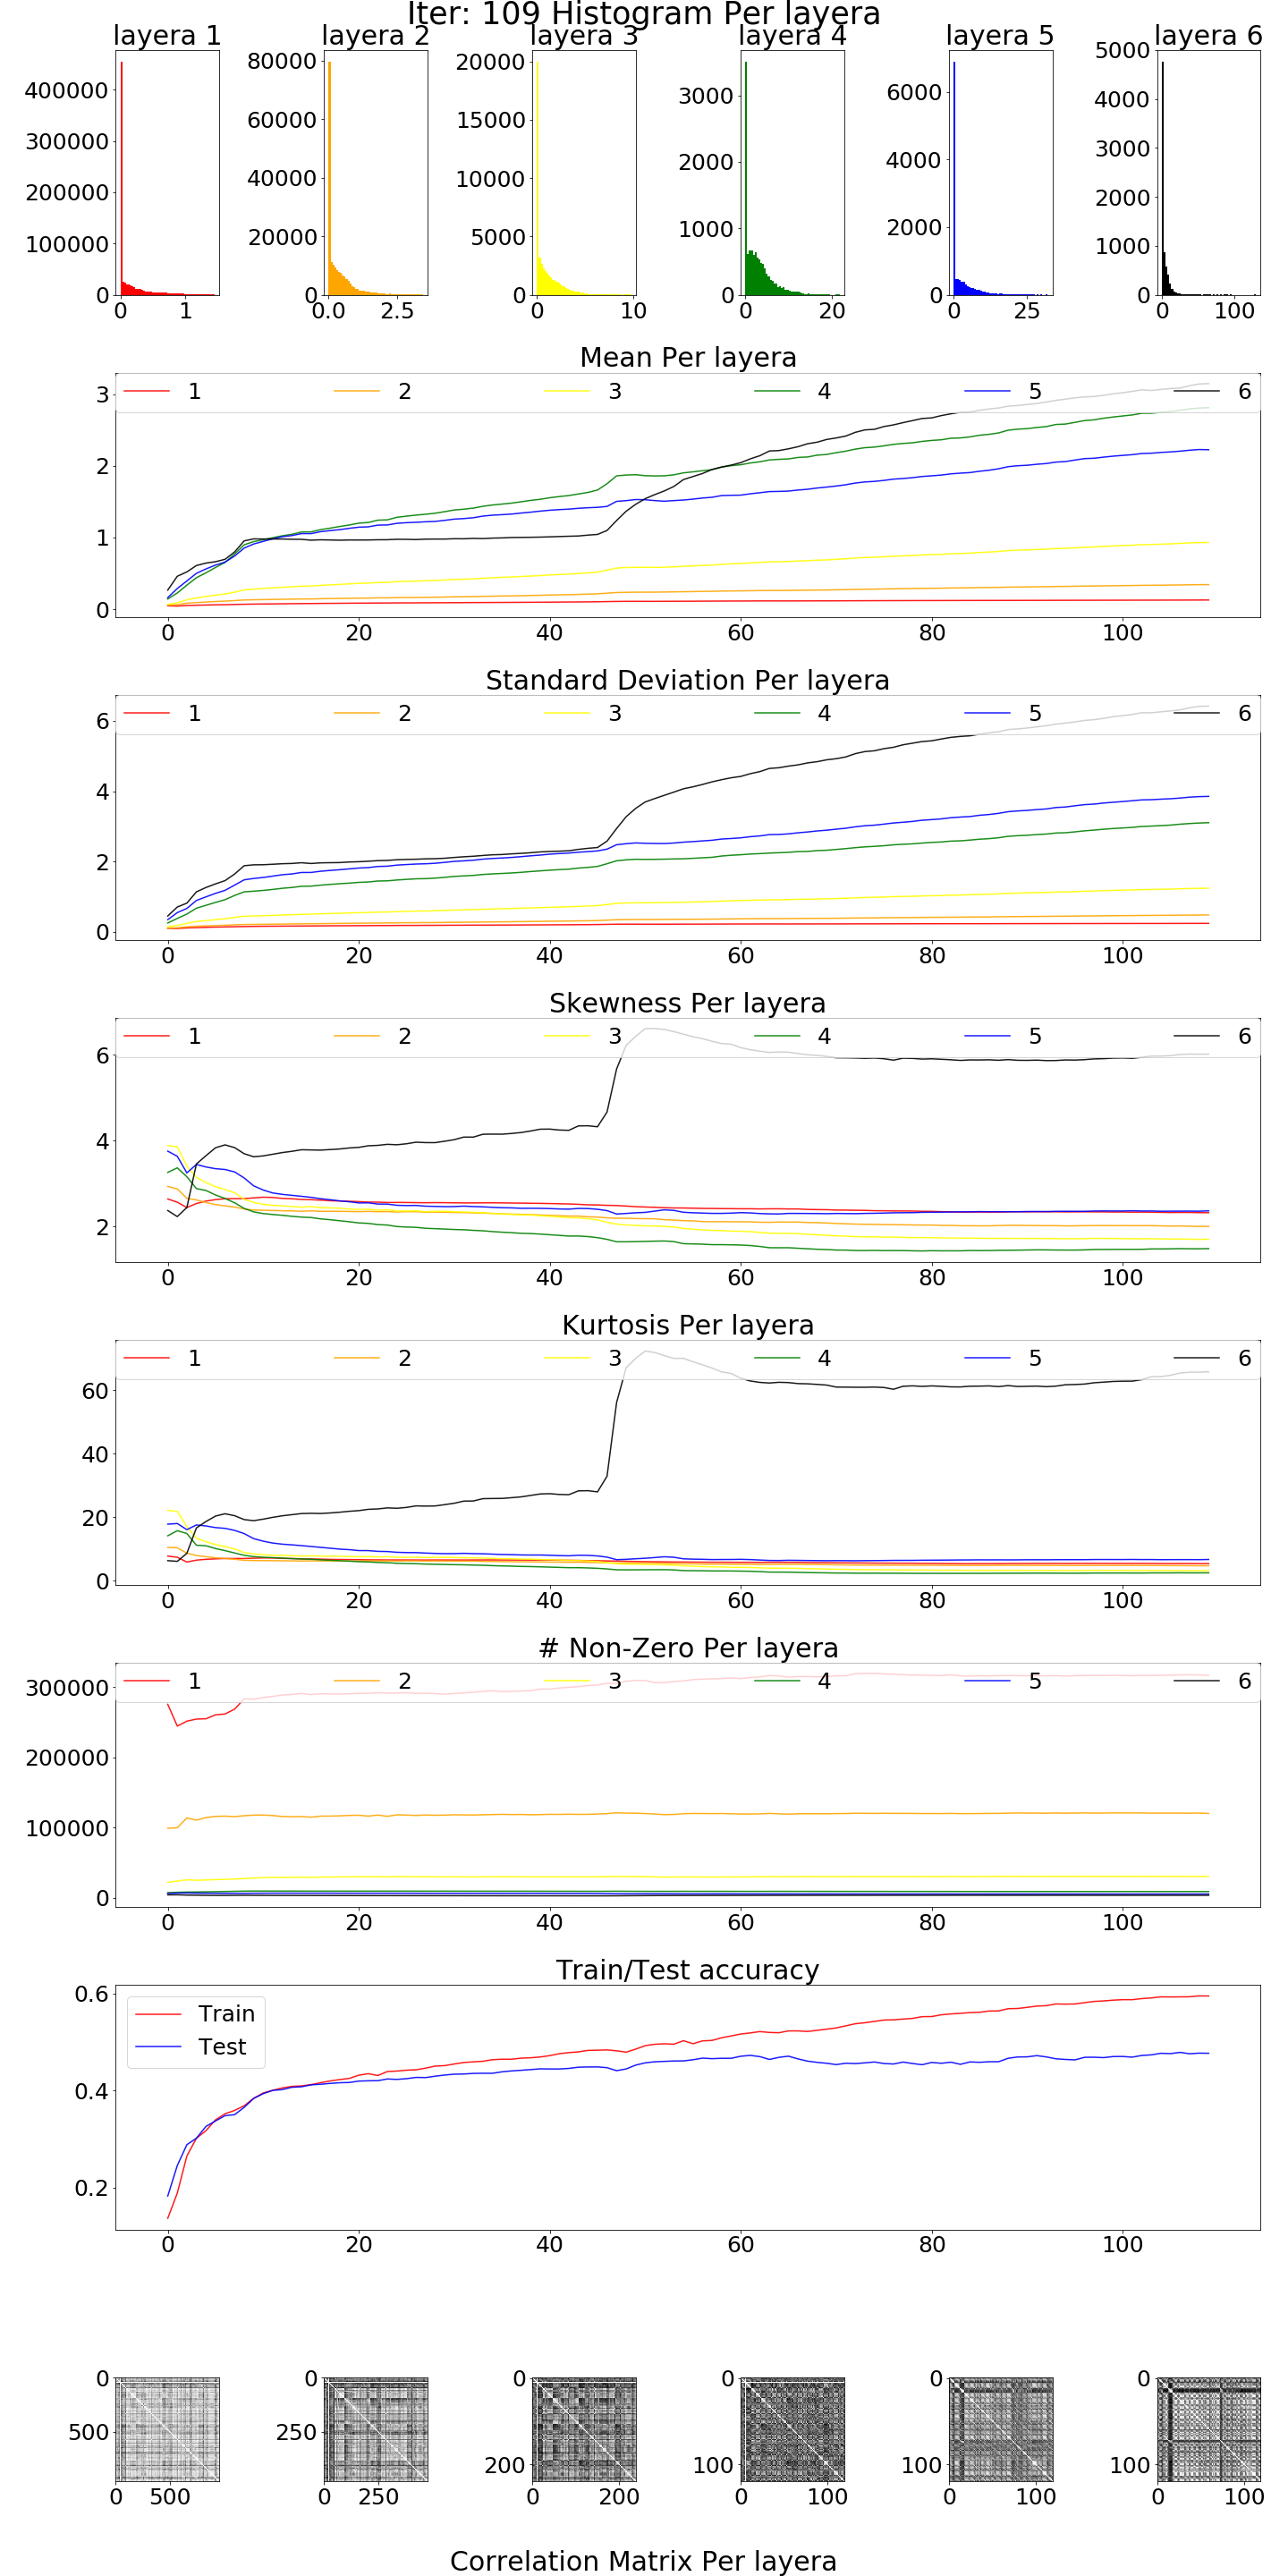 Iter: 109 Histogram Per layera
layera 1 layera 2 layera 3 layera 4 layera 5 layera 6
400000 300000 200000 100000 0
0 1
80000 60000 40000 20000 0
0.0 2.5
20000 15000 10000 5000 0
0 10
3000 2000 1000 0
0 20
6000 4000 2000 0
0 25
5000 4000 3000 2000 1000 0
0 100
Mean Per layera
1 2 3 4 5 6
3
2
1
0
0 20 40 60 80 100
Standard Deviation Per layera
1 2 3 4 5 6
6
4
2
0
0 20 40 60 80 100
Skewness Per layera
1 2 3 4 5 6
6
4
2
0 20 40 60 80 100
Kurtosis Per layera
1 2 3 4 5 6
60
40
20
0
0 20 40 60 80 100
# Non-Zero Per layera
1 2 3 4 5 6
300000
200000
100000
0
0 20 40 60 80 100
Train/Test accuracy
Train
Test
0.6
0.4
0.2
0 20 40 60 80 100
0 500
0 500
0 250
0 250
0 200
0 200
0 100
0 100
0 100
0 100
0 100
0 100
Correlation Matrix Per layera